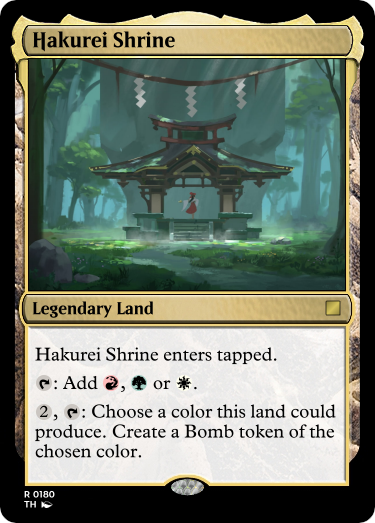 Hakurei Shrine
Legendary Land
Hakurei Shrine enters tapped.
: Add , or .
2, : Choose a color this land could
produce. Create a Bomb token of the
chosen color.
R 0180
TH